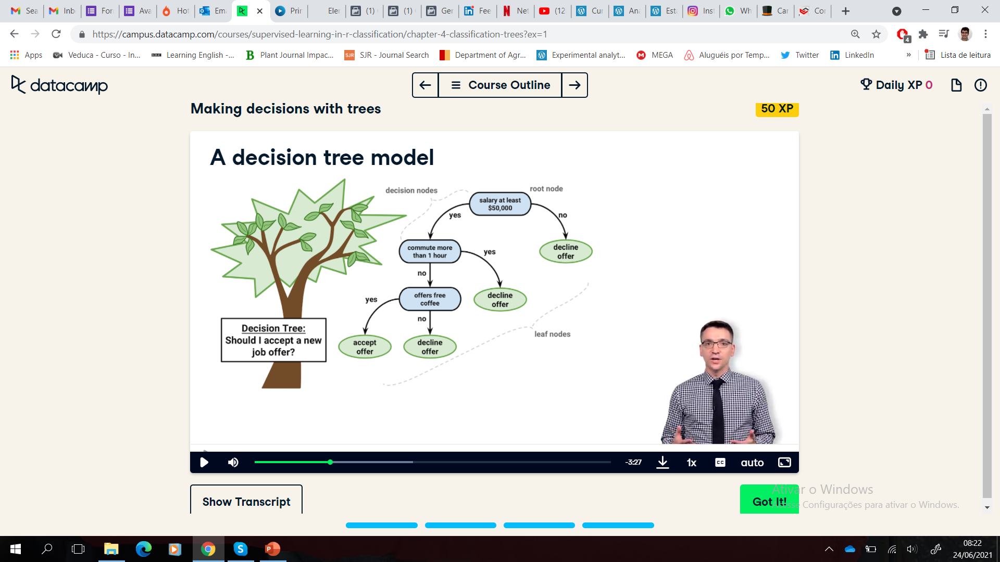 Sea
Inb
For
Ava
Hot
Ema
Prir
Eler
(1)
(1)
Ger
Fee
Net
(12
Cur
Ana
Est
Inst
Wh
Car
Cor
https://campus.datacamp.com/courses/supervised-learning-in-r-classification/chapter-4-classification-trees?ex=1
4
Apps
Veduca - Curso - In...
BBC
Learning English -...
B
Plant Journal Impac...
SJR
SJR - Journal Search
Department of Agr...
Experimental analyt...
M
MEGA
Aluguéis por Temp...
Twitter
in
LinkedIn
»
Lista de leitura
datacamp
Course Outline
Daily XP 0
Making decisions with trees
50 XP
A decision tree model
decision nodes
root node
salary at least
$50,000
yes
no
commute more
than 1 hour
decline
offer
yes
no
offers free
coffee
decline
offer
yes
no
Decision Tree:
Should I accept a new
job offer?
accept
offer
decline
offer
leaf nodes
-3:27
1x
CC
auto
Show Transcript
Got It!
Ativar o Windows
Acesse Configurações para ativar o Windows.
08:22
24/06/2021